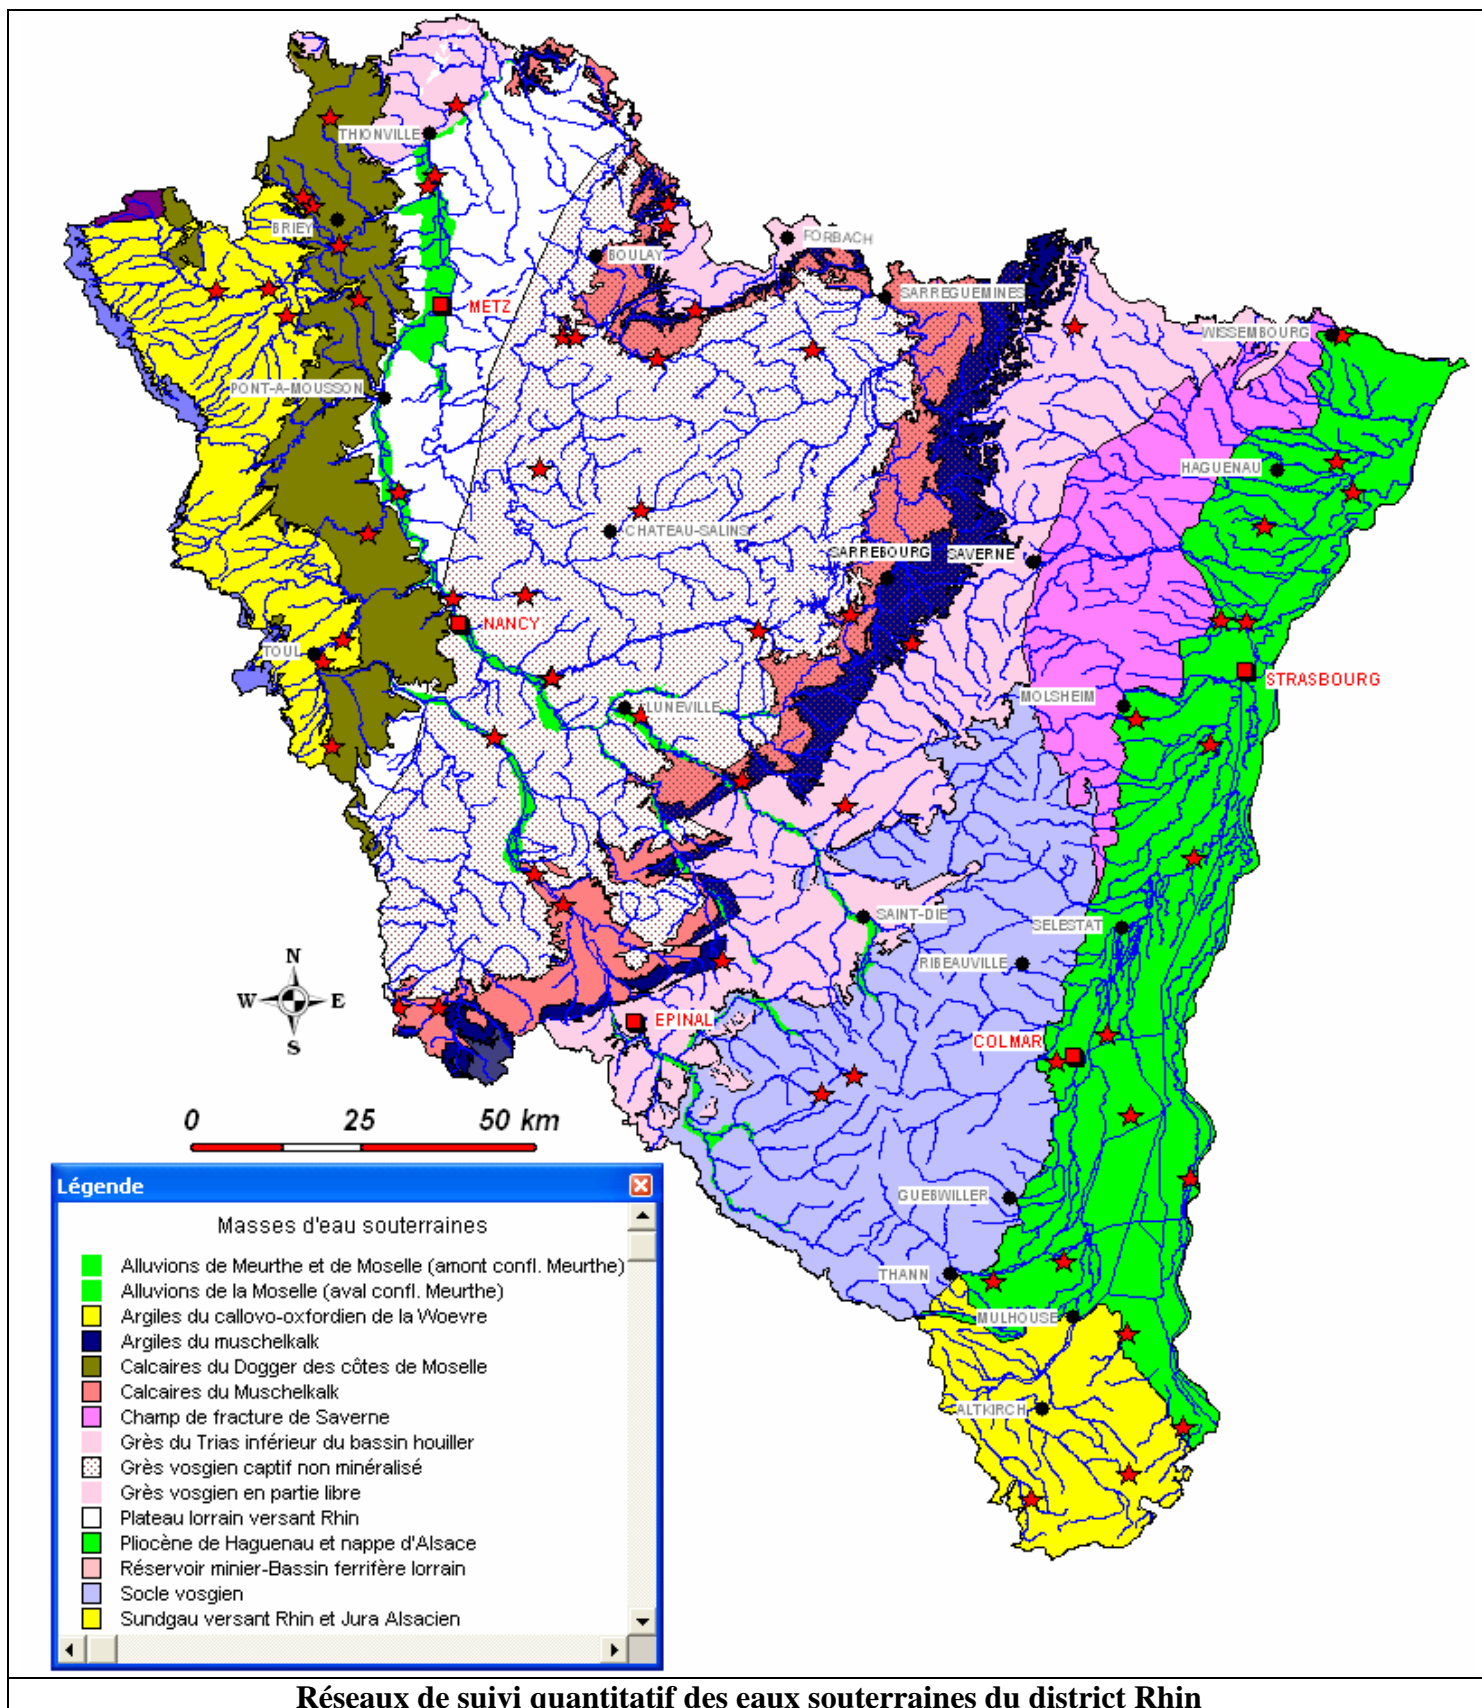 THIONVILLE
BRIEY
BOULAY
FORBACH
METZ
SARREGUEMINES
WISSEMBOURG
PONT-A-MOUSSON
HAGUENAU
CHATEAU-SALINS
SARREBOURG
SAVERNE
NANCY
TOUL
STRASBOURG
MOLSHEIM
LUNEVILLE
SAINT-DIE
SELESTAT
RIBEAUVILLE
N
W E
S
EPINAL
COLMAR
0 25 50 km
GUEBWILLER
THANN
MULHOUSE
ALTKIRCH
Légende
Masses d'eau souterraines
Alluvions de Meurthe et de Moselle (amont confl. Meurthe)
Alluvions de la Moselle (aval confl. Meurthe)
Argiles du callovo-oxfordien de la Woevre
Argiles du muschelkalk
Calcaires du Dogger des côtes de Moselle
Calcaires du Muschelkalk
Champ de fracture de Saverne
Grès du Trias inférieur du bassin houiller
Grès vosgien captif non minéralisé
Grès vosgien en partie libre
Plateau lorrain versant Rhin
Pliocène de Haguenau et nappe d'Alsace
Réservoir minier-Bassin ferrifère lorrain
Socle vosgien
Sundgau versant Rhin et Jura Alsacien
Réseaux de suivi quantitatif des eaux souterraines du district Rhin